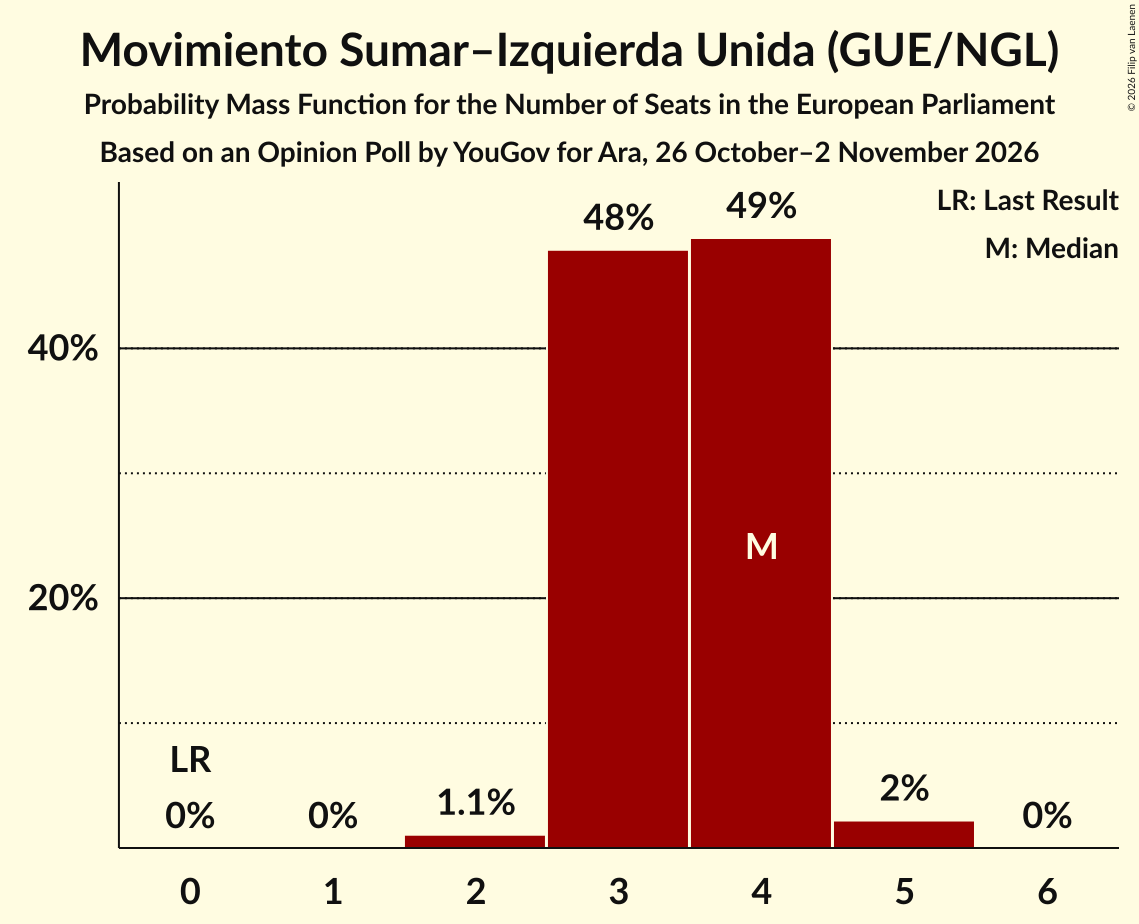 Movimiento Sumar–Izquierda Unida (GUE/NGL)
Probability Mass Function for the Number of Seats in the European Parliament
Based on an Opinion Poll by YouGov for Ara, 26 October–2 November 2026
© 2026 Filip van Laenen
LR: Last Result
M: Median
48%
49%
40%
M
20%
LR
0%
0%
1.1%
2%
0%
0
1
2
3
4
5
6